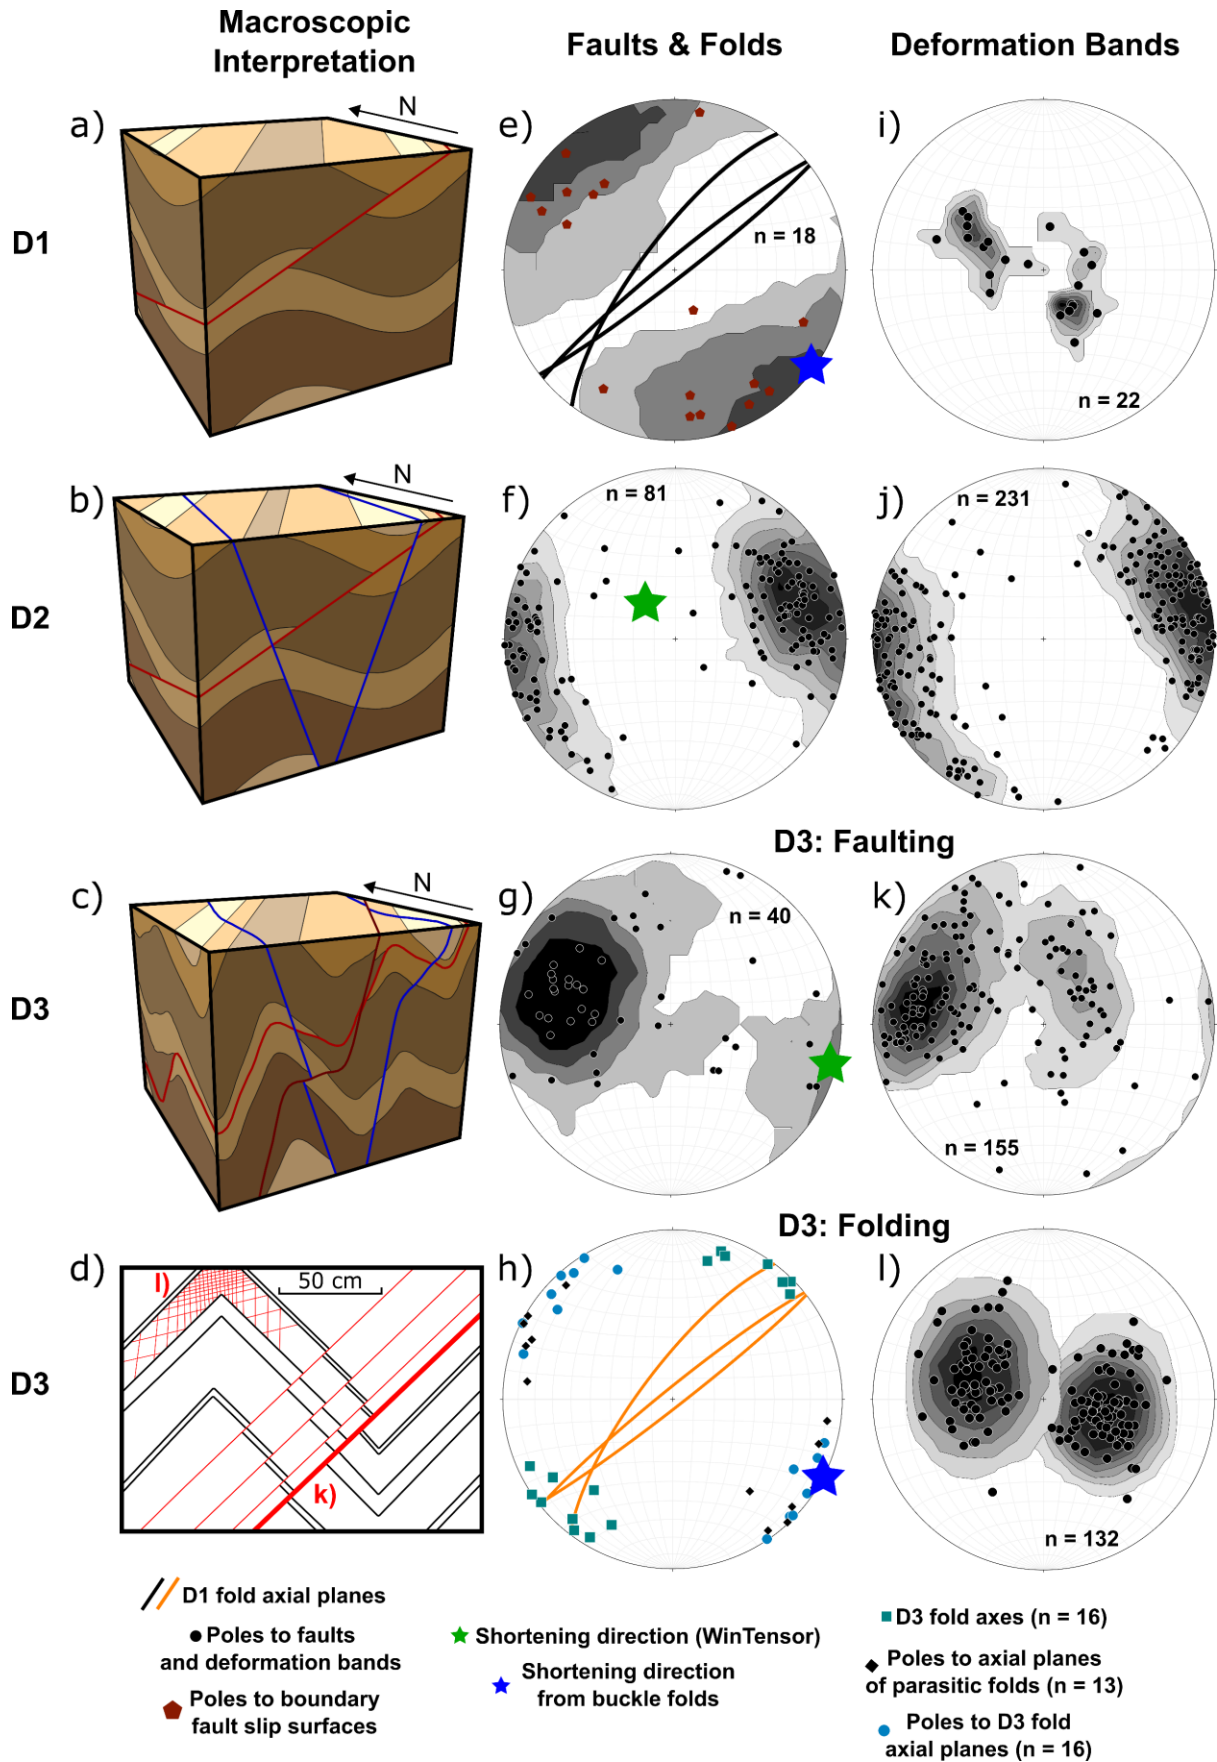 Macroscopic
Interpretation
Faults & Folds
Deformation Bands
a)
N
e)
n = 18
i)
n = 22
D1
b)
N
f)
n = 81
j)
n = 231
D2
D3: Faulting
c)
N
g)
n = 40
k)
n = 155
D3
D3: Folding
d)
l)
50 cm
k)
h)
l)
n = 132
D3
D1 fold axial planes
Poles to faults
and deformation bands
Poles to boundary
fault slip surfaces
Shortening direction (WinTensor)
Shortening direction
from buckle folds
D3 fold axes (n = 16)
Poles to axial planes
of parasitic folds (n = 13)
Poles to D3 fold
axial planes (n = 16)